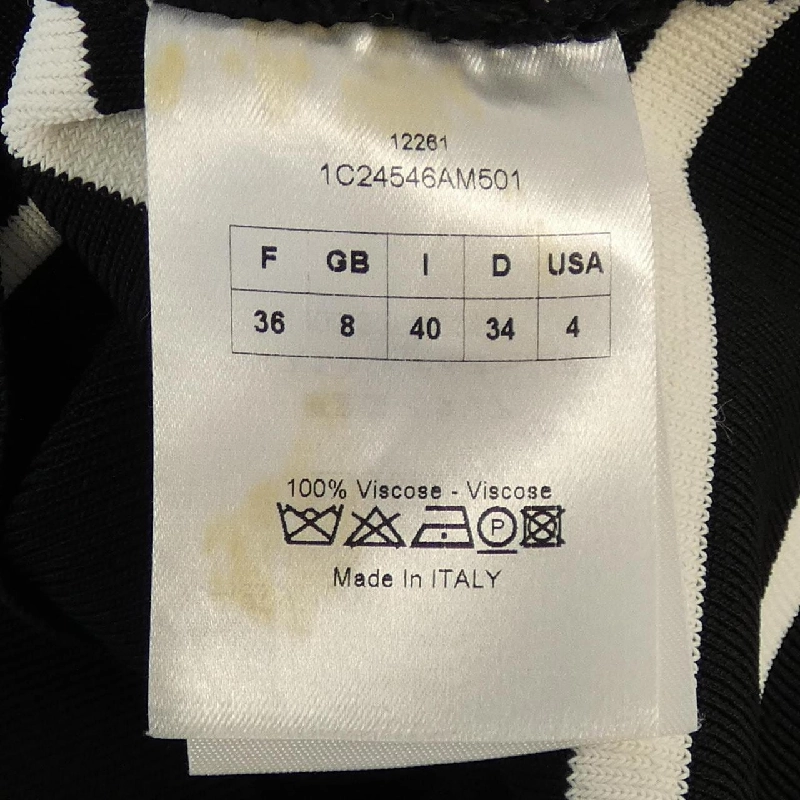 12261
1C24546AM501
F GB I D USA
36 8 40 34 4
100% Viscose - Viscose
P
Made In ITALY